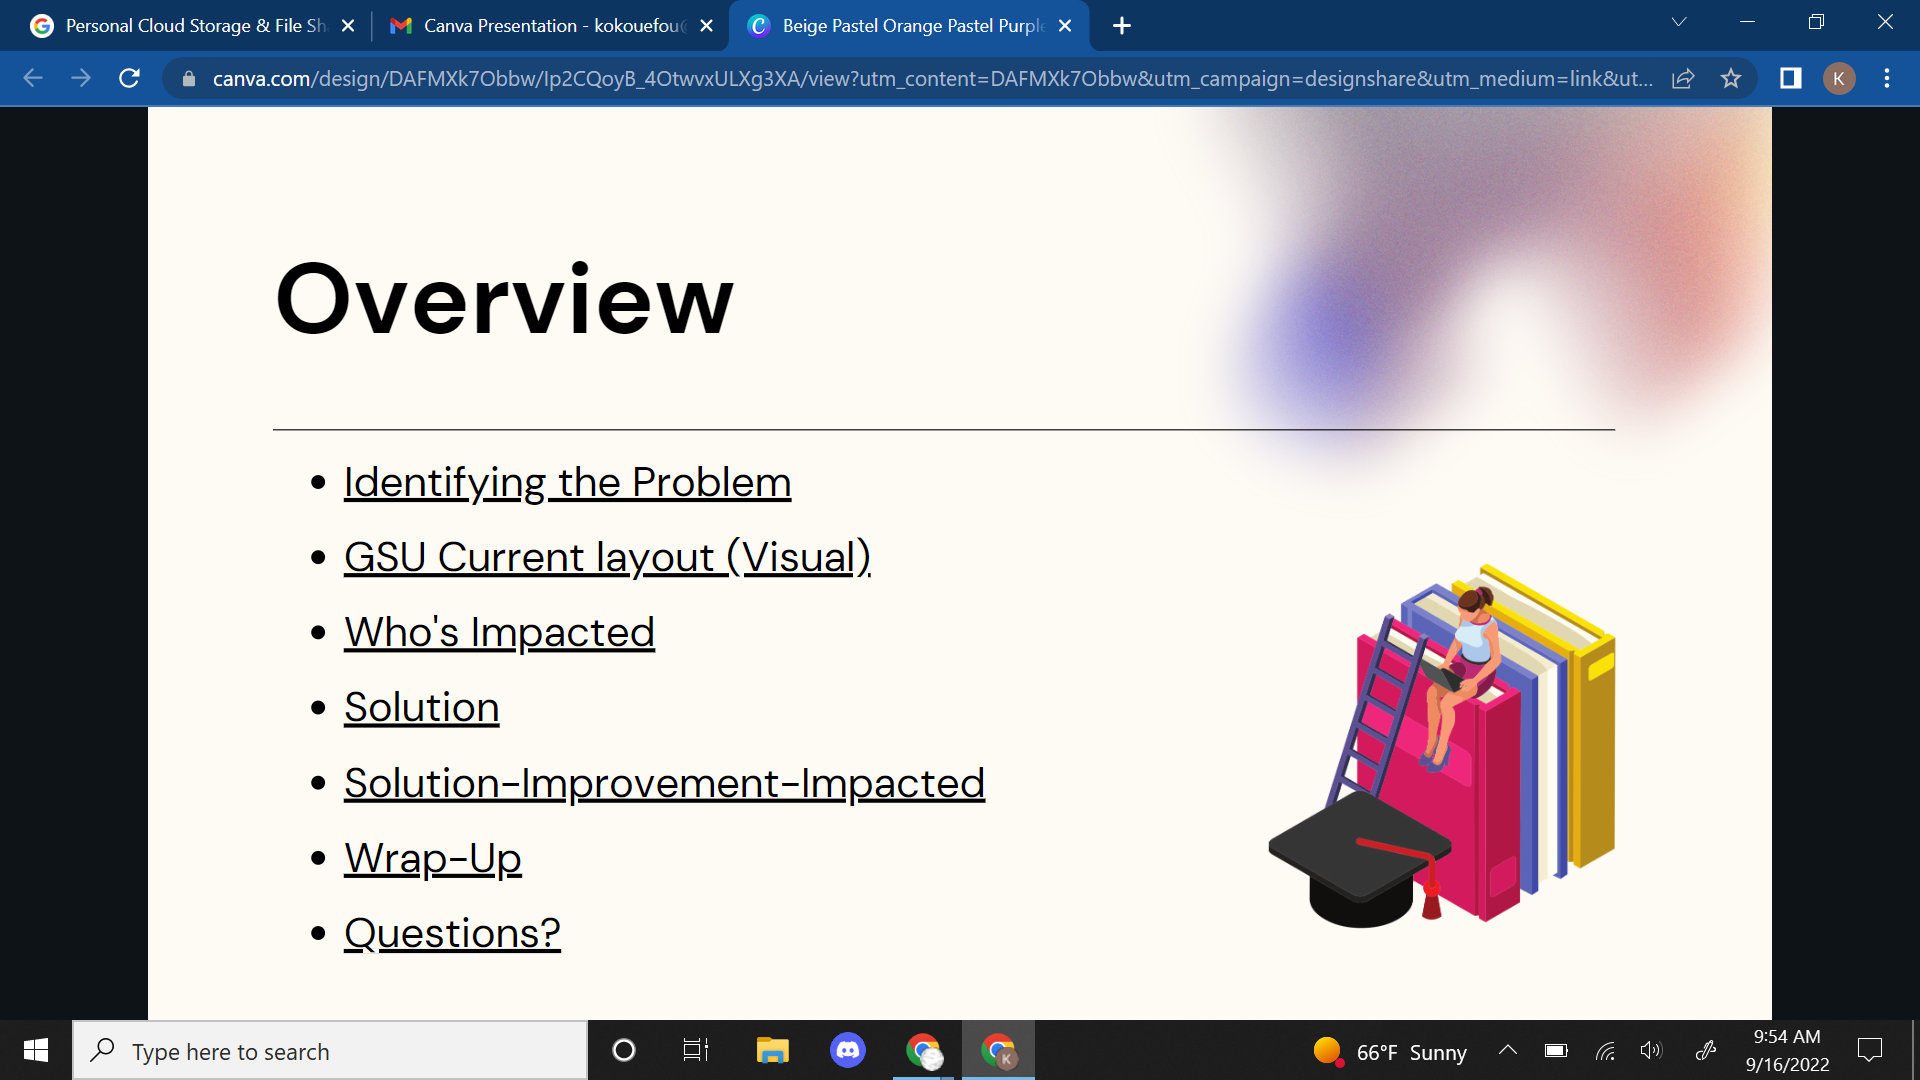 Personal Cloud Storage & File Sh
Canva Presentation - kokouefou@
Beige Pastel Orange Pastel Purple
canva.com/design/DAFMXk7Obbw/Ip2CQoyB_4OtwvxULXg3XA/view?utm_content=DAFMXk7Obbw&utm_campaign=designshare&utm_medium=link&ut...
K
Overview
Identifying the Problem
GSU Current layout (Visual)
Who's Impacted
Solution
Solution-Improvement-Impacted
Wrap-Up
Questions?
Type here to search
K
66°F Sunny
9:54 AM
9/16/2022